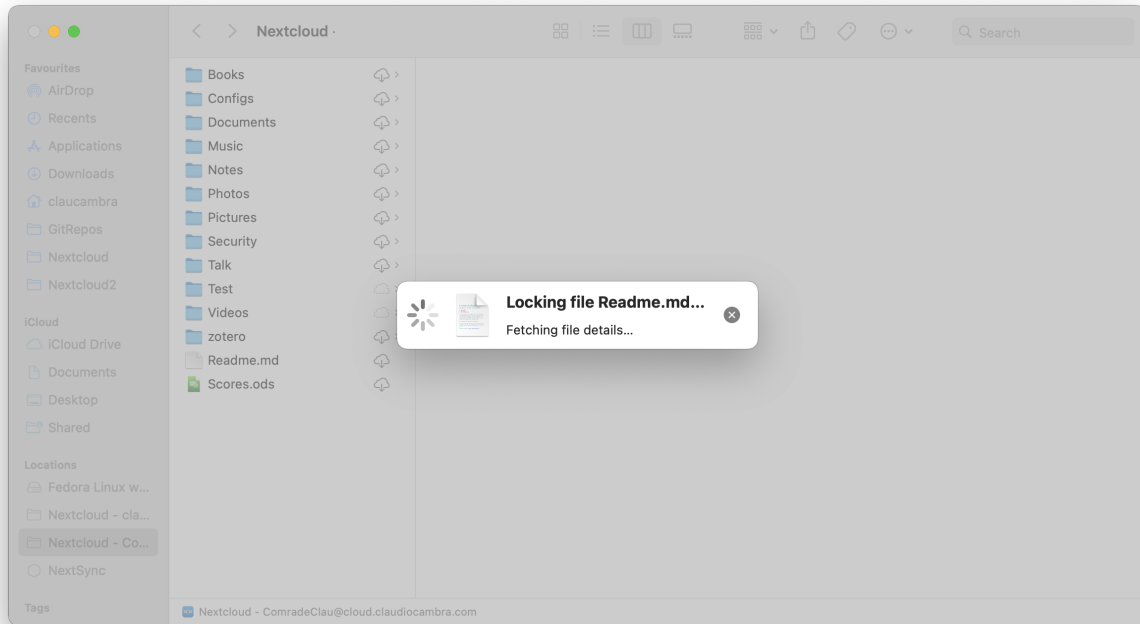 Nextcloud
Search
Favourites
AirDrop
Recents
Applications
Downloads
claucambra
GitRepos
Nextcloud
Nextcloud2
iCloud
iCloud Drive
Documents
Desktop
Shared
Locations
Fedora Linux w...
Nextcloud - cla...
Nextcloud - Co...
NextSync
Tags
Books
Configs
Documents
Music
Notes
Photos
Pictures
Security
Talk
Test
Videos
zotero
Readme.md
Scores.ods
Locking file Readme.md...
Fetching file details...
Nextcloud - ComradeClau@cloud.claudiocambra.com